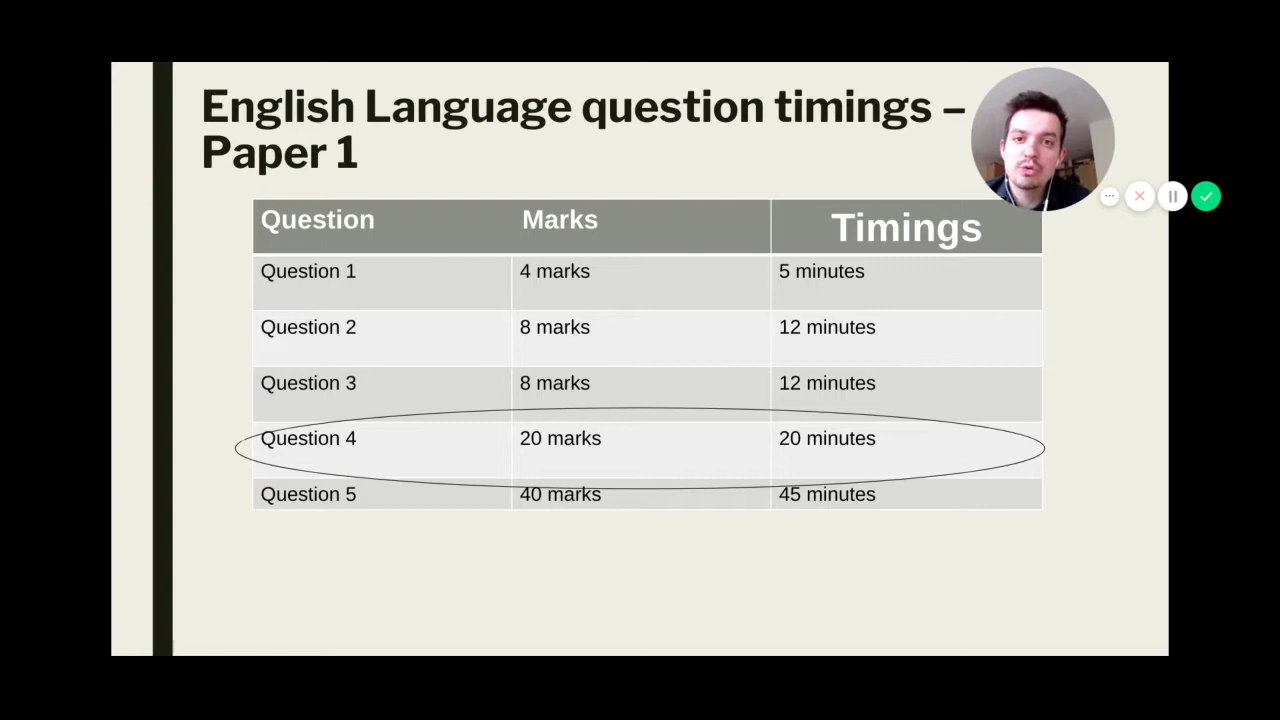 English Language question timings –
Paper 1
Question Marks Timings
Question 1 4 marks 5 minutes
Question 2 8 marks 12 minutes
Question 3 8 marks 12 minutes
Question 4 20 marks 20 minutes
Question 5 40 marks 45 minutes